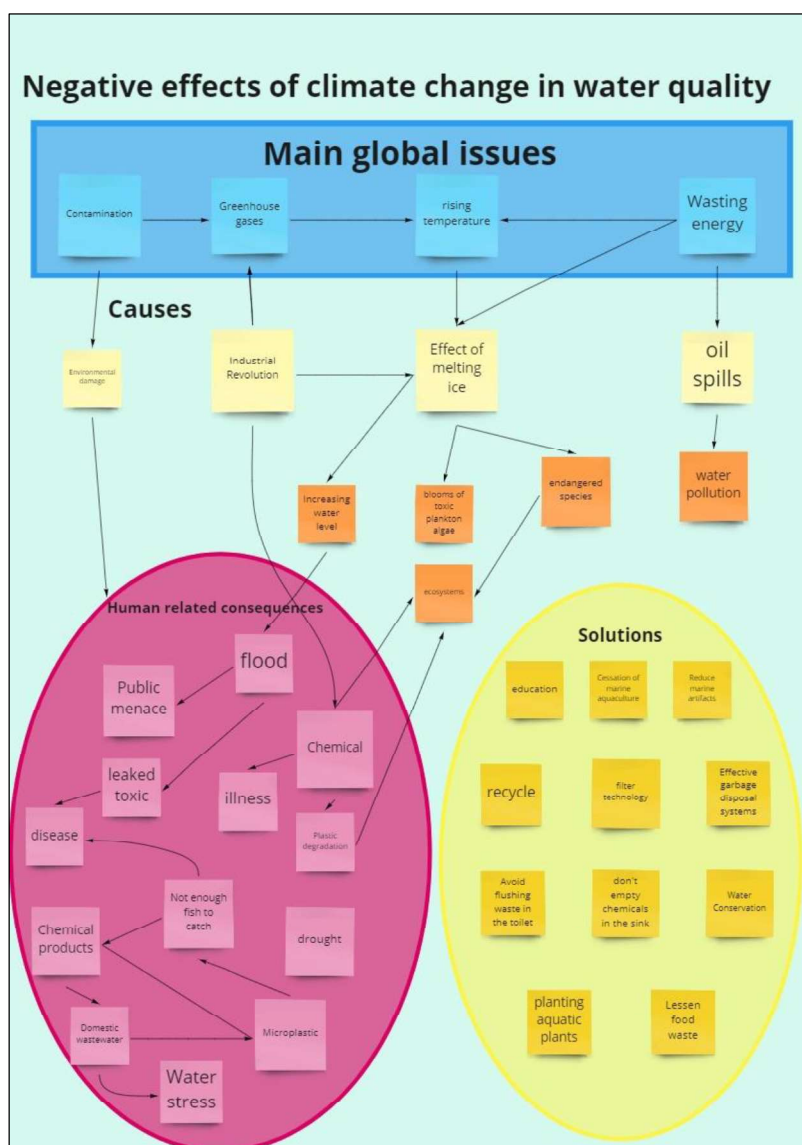 Negative effects of climate change in water quality
Main global issues
Contamination
Greenhouse
gases
rising
temperature
Wasting
energy
Causes
Environmental
damage
Industrial
Revolution
Effect of
melting
ice
oil
spills
Increasing
water
level
blooms of
toxic
plankton
algae
endangered
species
water
pollution
ecosystems
Human related consequences
flood
Public
menace
Chemical
leaked
toxic
illness
disease
Plastic
degradation
Not enough
fish to
catch
Chemical
products
drought
Domestic
wastewater
Microplastic
Water
stress
Solutions
education
Cessation of
marine
aquaculture
Reduce
marine
artifacts
recycle
filter
technology
Effective
garbage
disposal
systems
Avoid
flushing
waste in
the toilet
don't
empty
chemicals
in the sink
Water
Conservation
planting
aquatic
plants
Lessen
food
waste